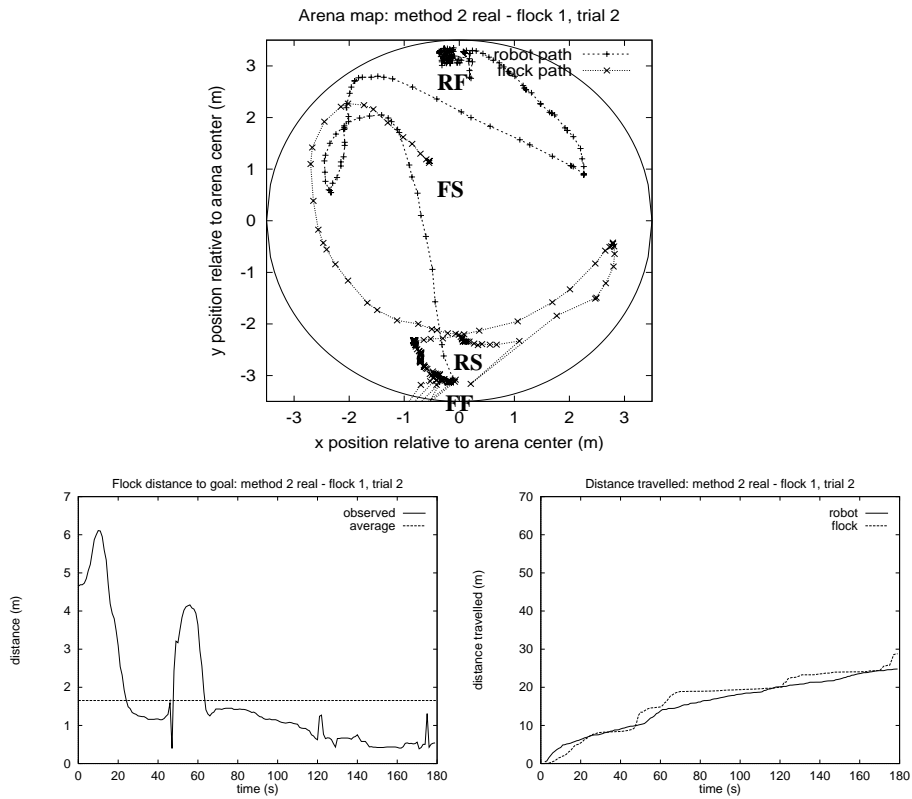 Arena map: method 2 real - flock 1, trial 2
y position relative to arena center (m)
3
2
1
0
-1
-2
-3
robot path
flock path
RF
FS
RS
FF
-3 -2 -1 0 1 2 3
x position relative to arena center (m)
Flock distance to goal: method 2 real - flock 1, trial 2
distance (m)
7
6
5
4
3
2
1
0
observed
average
0 20 40 60 80 100 120 140 160 180
time (s)
Distance travelled: method 2 real - flock 1, trial 2
distance travelled (m)
70
60
50
40
30
20
10
0
robot
flock
0 20 40 60 80 100 120 140 160 180
time (s)